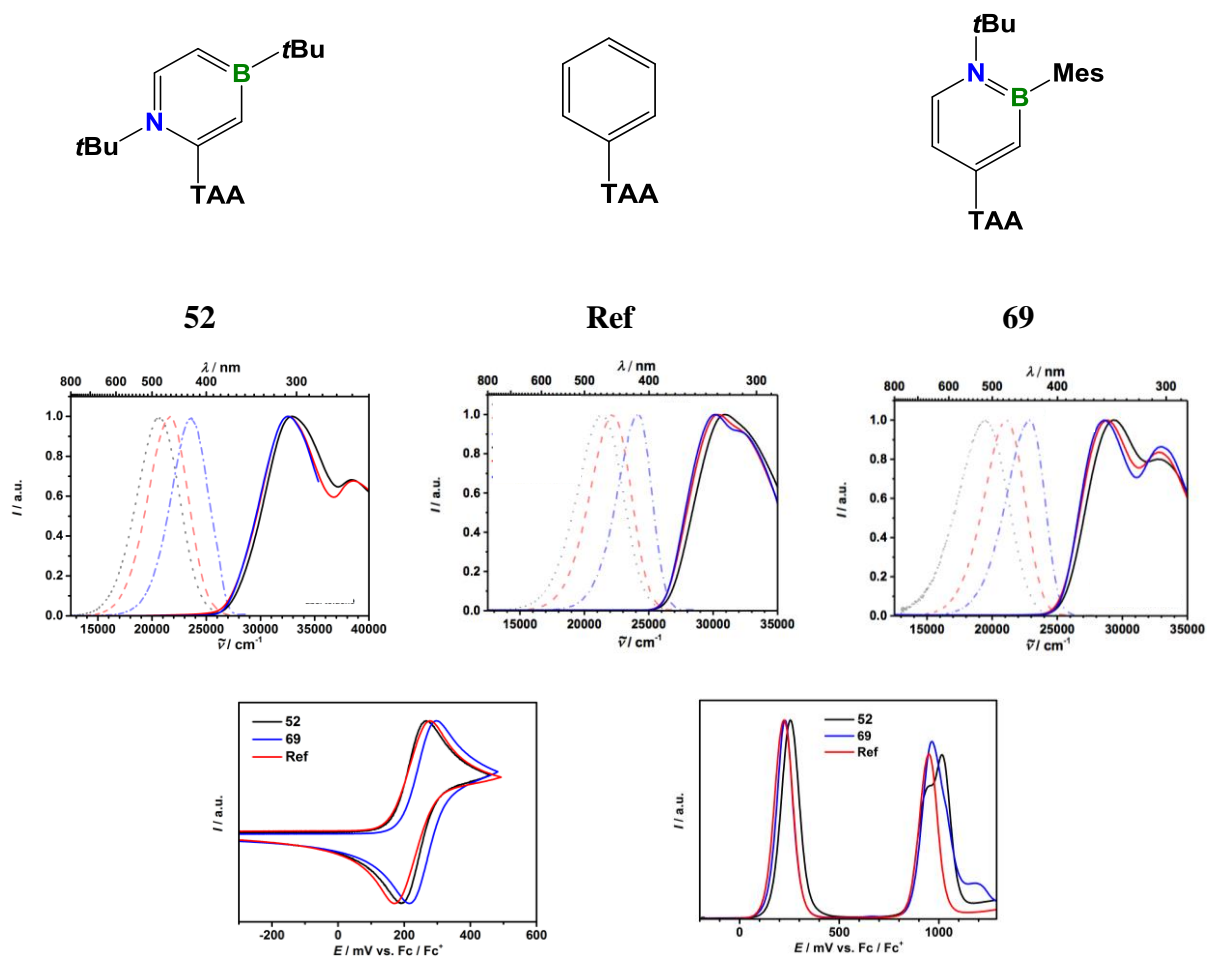 tBu
B
N
tBu
TAA
TAA
tBu
N
B
Mes
TAA
52
Ref
69
λ / nm
800 600 500 400 300
1.0
0.8
0.6
0.4
0.2
0.0
I / a.u.
15000 20000 25000 30000 35000 40000
ṽ / cm⁻¹
λ / nm
800 600 500 400 300
1.0
0.8
0.6
0.4
0.2
0.0
I / a.u.
15000 20000 25000 30000 35000
ṽ / cm⁻¹
λ / nm
800 600 500 400 300
1.0
0.8
0.6
0.4
0.2
0.0
I / a.u.
15000 20000 25000 30000 35000
ṽ / cm⁻¹
52
69
Ref
I / a.u.
-200 0 200 400 600
E / mV vs. Fc / Fc⁺
52
69
Ref
I / a.u.
0 500 1000
E / mV vs. Fc / Fc⁺